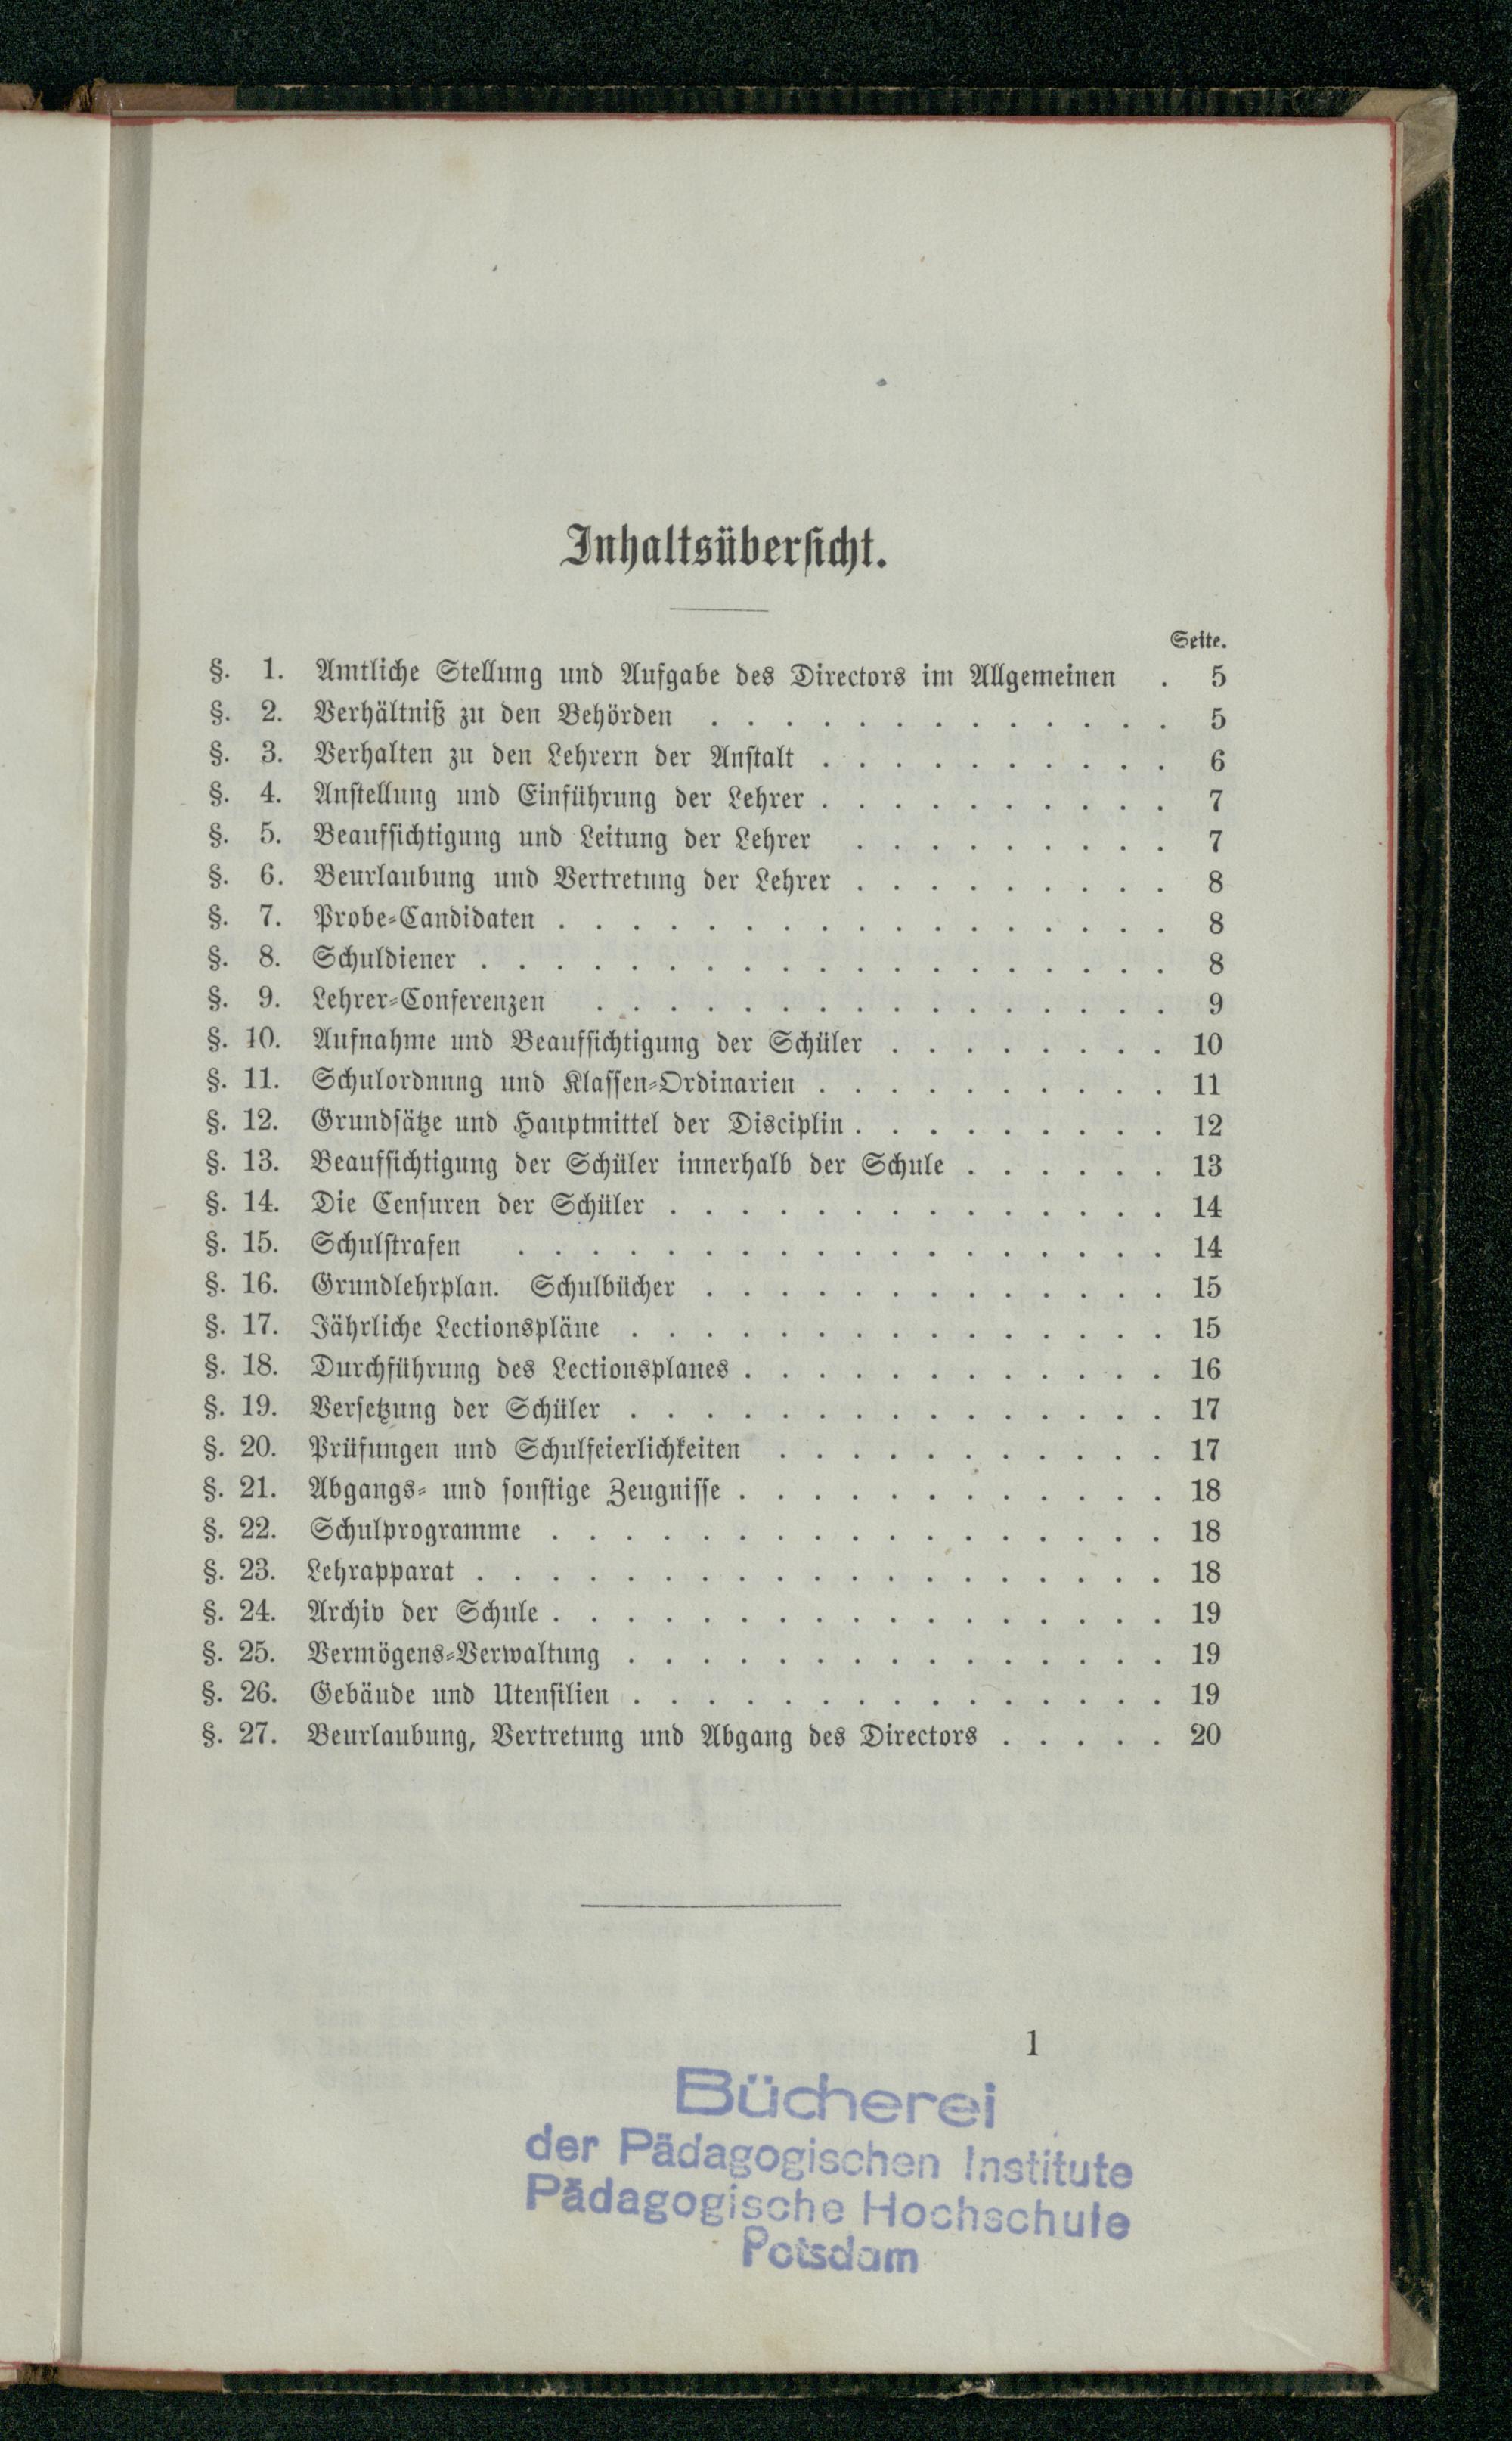 Inhaltsübersicht.
Seite.
§. 1. Amtliche Stellung und Aufgabe des Directors im Allgemeinen . 5
§. 2. Verhältniß zu den Behörden . . . . . . . . . . . . . 5
§. 3. Verhalten zu den Lehrern der Anstalt . . . . . . . . . . 6
§. 4. Anstellung und Einführung der Lehrer . . . . . . . . . . 7
§. 5. Beaufsichtigung und Leitung der Lehrer . . . . . . . . . 7
§. 6. Beurlaubung und Vertretung der Lehrer . . . . . . . . . 8
§. 7. Probe-Candidaten . . . . . . . . . . . . . . . . . 8
§. 8. Schuldiener . . . . . . . . . . . . . . . . . . . 8
§. 9. Lehrer-Conferenzen . . . . . . . . . . . . . . . . 9
§. 10. Aufnahme und Beaufsichtigung der Schüler . . . . . . . . 10
§. 11. Schulordnung und Klassen-Ordinarien . . . . . . . . . . 11
§. 12. Grundsätze und Hauptmittel der Disciplin . . . . . . . . . 12
§. 13. Beaufsichtigung der Schüler innerhalb der Schule . . . . . . 13
§. 14. Die Censuren der Schüler . . . . . . . . . . . . . . 14
§. 15. Schulstrafen . . . . . . . . . . . . . . . . . . 14
§. 16. Grundlehrplan. Schulbücher . . . . . . . . . . . . . 15
§. 17. Jährliche Lectionspläne . . . . . . . . . . . . . . . 15
§. 18. Durchführung des Lectionsplanes . . . . . . . . . . . . 16
§. 19. Versetzung der Schüler . . . . . . . . . . . . . . . 17
§. 20. Prüfungen und Schulfeierlichkeiten . . . . . . . . . . . 17
§. 21. Abgangs- und sonstige Zeugnisse . . . . . . . . . . . . 18
§. 22. Schulprogramme . . . . . . . . . . . . . . . . . 18
§. 23. Lehrapparat . . . . . . . . . . . . . . . . . . . 18
§. 24. Archiv der Schule . . . . . . . . . . . . . . . . . 19
§. 25. Vermögens-Verwaltung . . . . . . . . . . . . . . . 19
§. 26. Gebäude und Utensilien . . . . . . . . . . . . . . . 19
§. 27. Beurlaubung, Vertretung und Abgang des Directors . . . . . 20
1
Bücherei
der Pädagogischen Institute
Pädagogische Hochschule
Potsdam